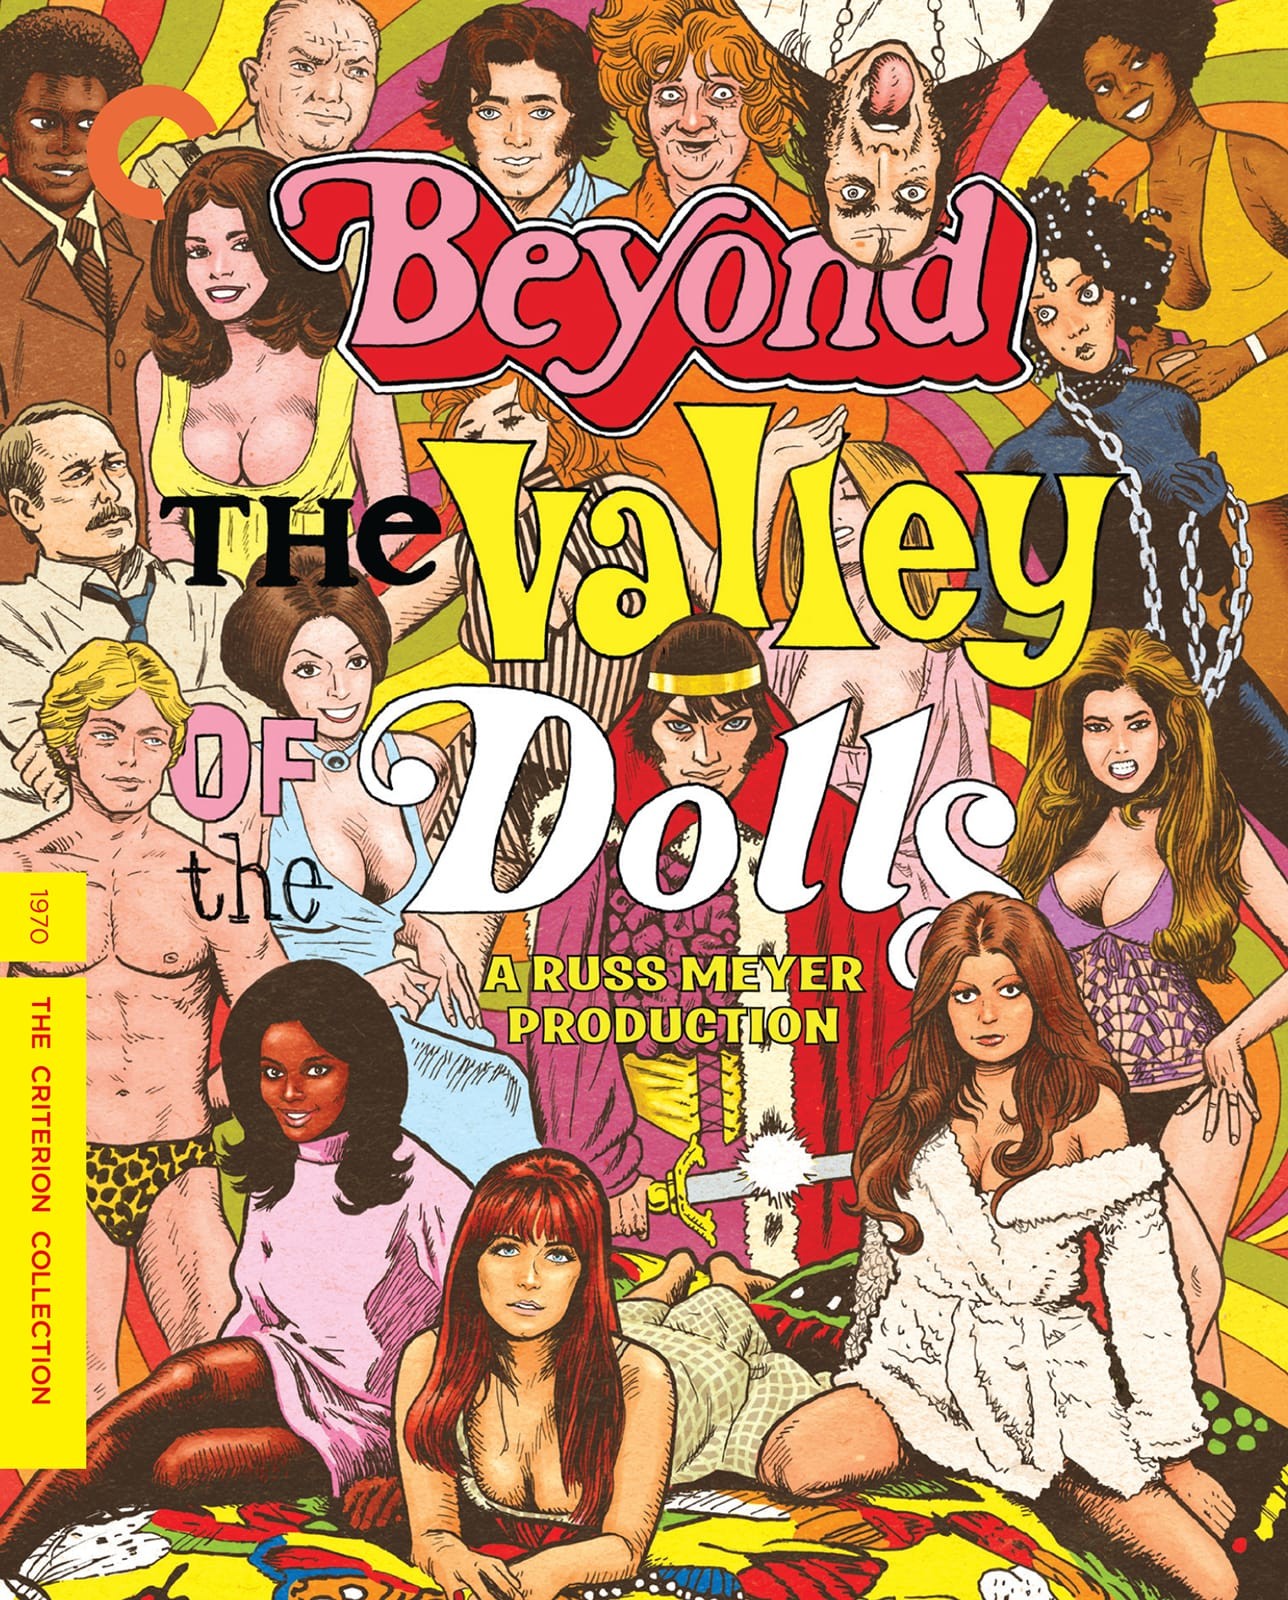 Beyond
THe Valley
OF
the Dolls
A RUSS MEYER
PRODUCTION
1970
THE CRITERION COLLECTION